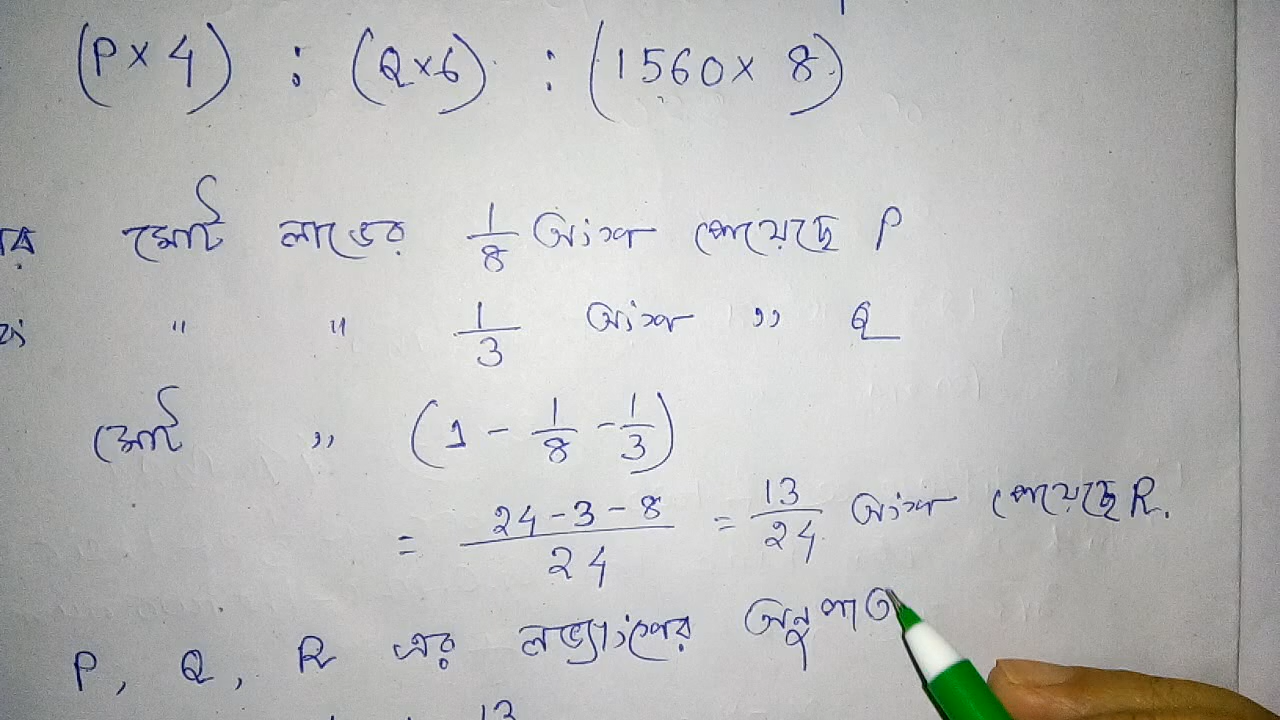 (P × 4) : (Q × 6) : (1560 × 8)
মোট লাভের 1/8 অংশ পেয়েছে P
" " 1/3 অংশ " Q
মোট " (1 - 1/8 - 1/3)
= (24 - 3 - 8)/24 = 13/24 অংশ পেয়েছে R.
P, Q, R এর লভ্যাংশের অনুপাত
13